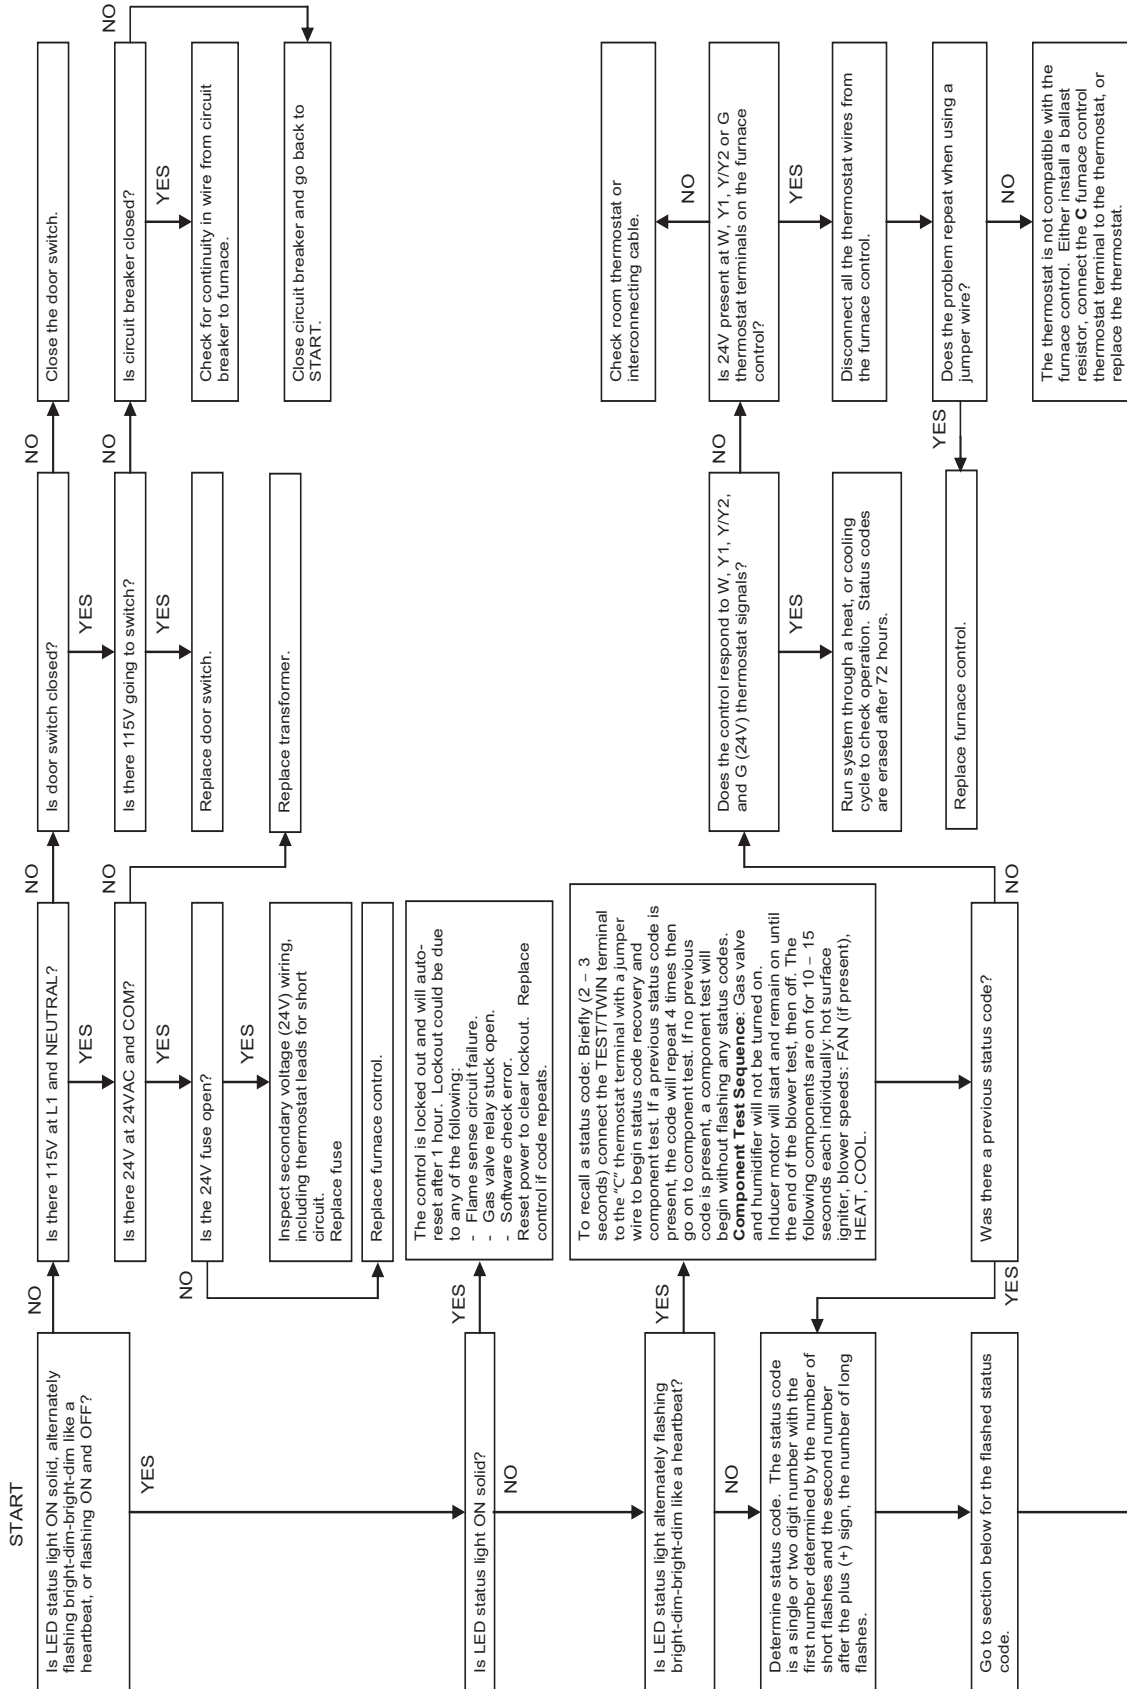 START
Is LED status light ON solid, alternately
flashing bright-dim-bright-dim like a
heartbeat, or flashing ON and OFF?
NO
YES
Is there 115V at L1 and NEUTRAL?
NO
YES
Is door switch closed?
NO
YES
Close the door switch.
Is there 24V at 24VAC and COM?
NO
YES
Is there 115V going to switch?
NO
YES
Is circuit breaker closed?
NO
YES
Is the 24V fuse open?
NO
YES
Replace door switch.
Check for continuity in wire from circuit
breaker to furnace.
Inspect secondary voltage (24V) wiring,
including thermostat leads for short
circuit.
Replace fuse
Replace transformer.
Close circuit breaker and go back to
START.
Replace furnace control.
Is LED status light ON solid?
YES
NO
The control is locked out and will auto-
reset after 1 hour. Lockout could be due
to any of the following:
- Flame sense circuit failure.
- Gas valve relay stuck open.
- Software check error.
Reset power to clear lockout. Replace
control if code repeats.
Is LED status light alternately flashing
bright-dim-bright-dim like a heartbeat?
YES
NO
To recall a status code: Briefly (2 – 3
seconds) connect the TEST/TWIN terminal
to the “C” thermostat terminal with a jumper
wire to begin status code recovery and
component test. If a previous status code is
present, the code will repeat 4 times then
go on to component test. If no previous
code is present, a component test will
begin without flashing any status codes.
Component Test Sequence: Gas valve
and humidifier will not be turned on.
Inducer motor will start and remain on until
the end of the blower test, then off. The
following components are on for 10 – 15
seconds each individually: hot surface
igniter, blower speeds: FAN (if present),
HEAT, COOL.
Determine status code. The status code
is a single or two digit number with the
first number determined by the number of
short flashes and the second number
after the plus (+) sign, the number of long
flashes.
Was there a previous status code?
YES
NO
Go to section below for the flashed status
code.
Does the control respond to W, Y1, Y/Y2,
and G (24V) thermostat signals?
NO
YES
Run system through a heat, or cooling
cycle to check operation. Status codes
are erased after 72 hours.
Check room thermostat or
interconnecting cable.
NO
Is 24V present at W, Y1, Y/Y2 or G
thermostat terminals on the furnace
control?
YES
Disconnect all the thermostat wires from
the furnace control.
Does the problem repeat when using a
jumper wire?
YES
NO
Replace furnace control.
The thermostat is not compatible with the
furnace control. Either install a ballast
resistor, connect the C furnace control
thermostat terminal to the thermostat, or
replace the thermostat.